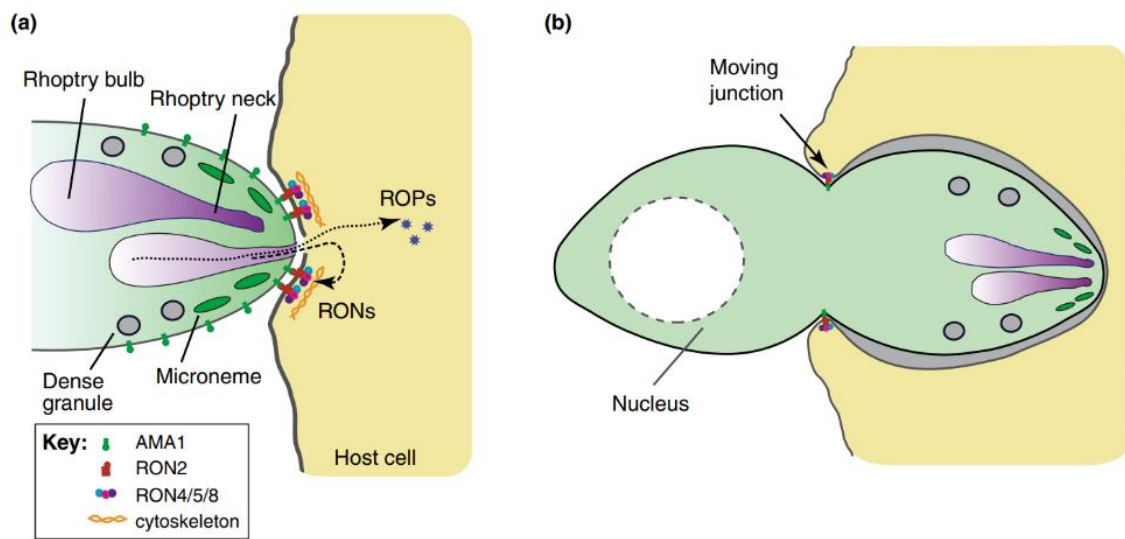 (a)
Rhoptry bulb
Rhoptry neck
ROPs
RONs
Dense
granule
Microneme
Host cell
Key:
AMA1
RON2
RON4/5/8
cytoskeleton
(b)
Moving
junction
Nucleus